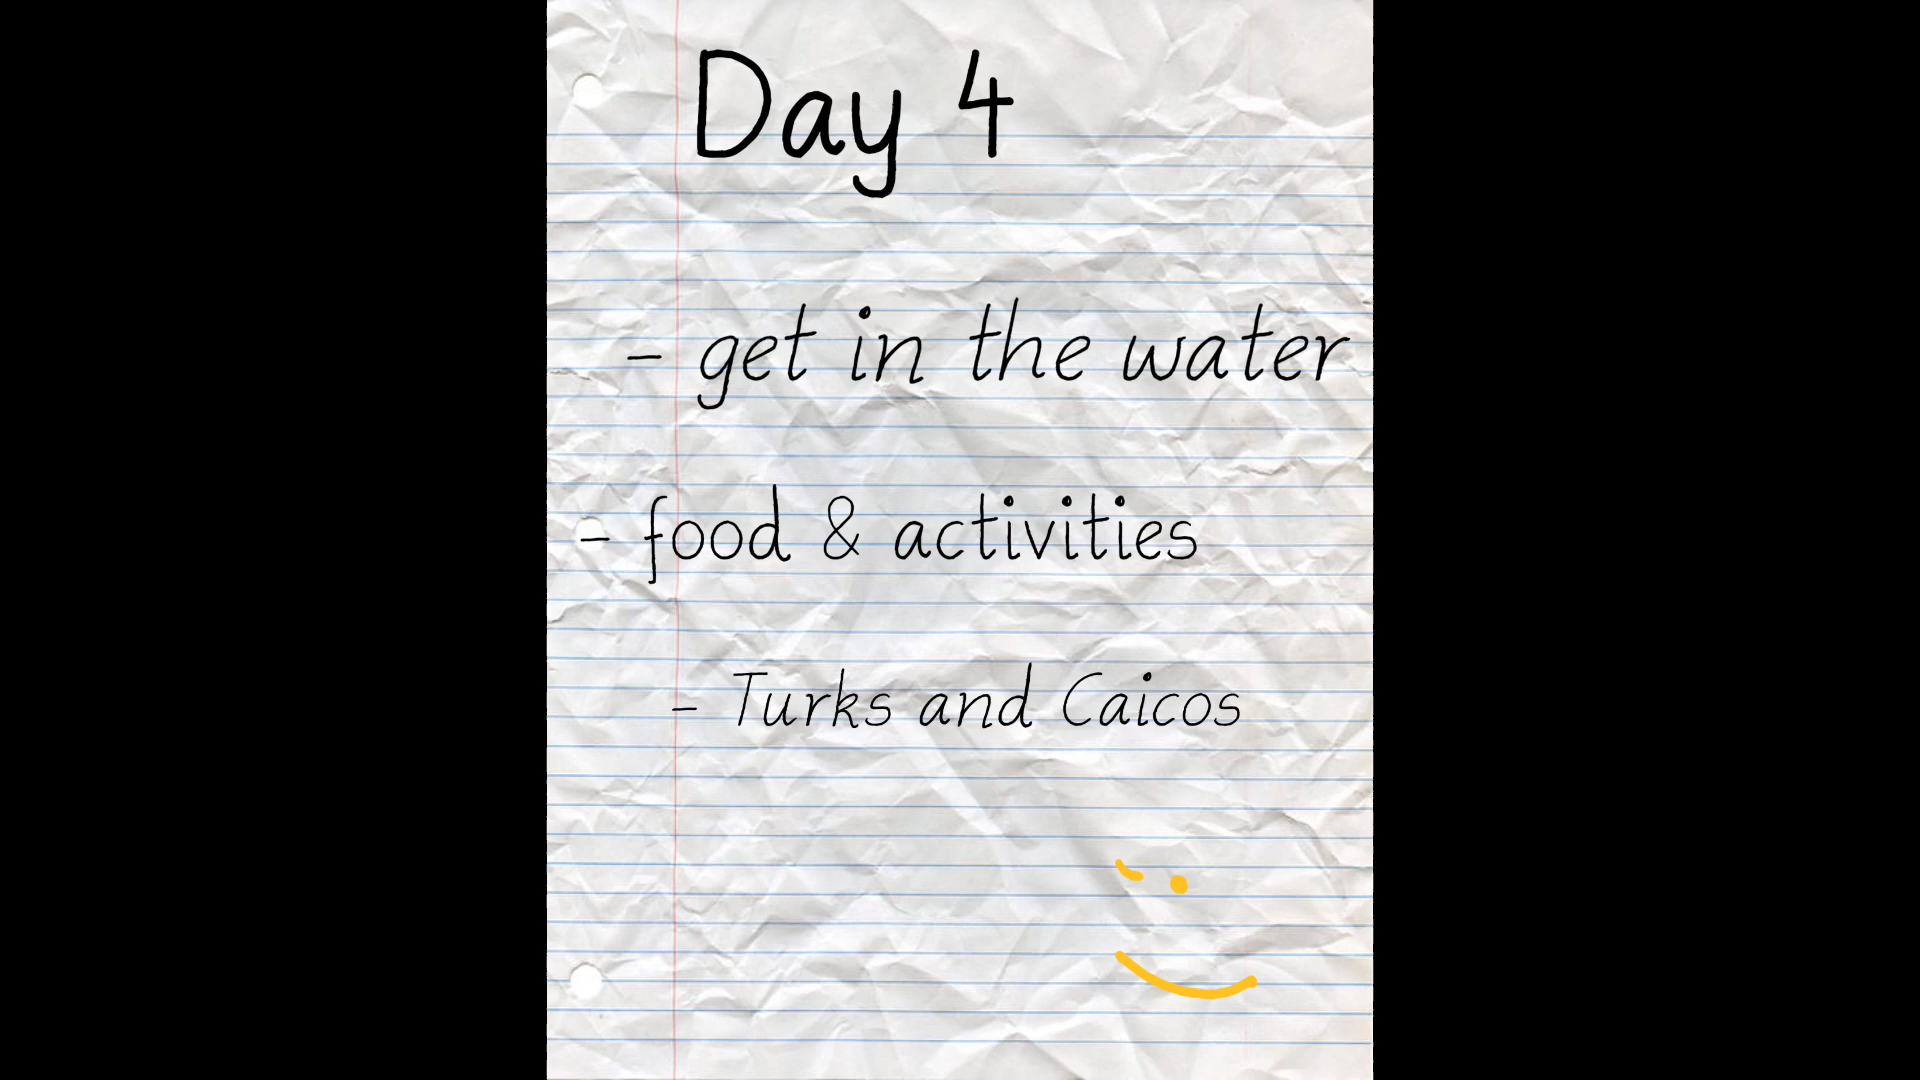 Day 4
- get in the water
- food & activities
- Turks and Caicos